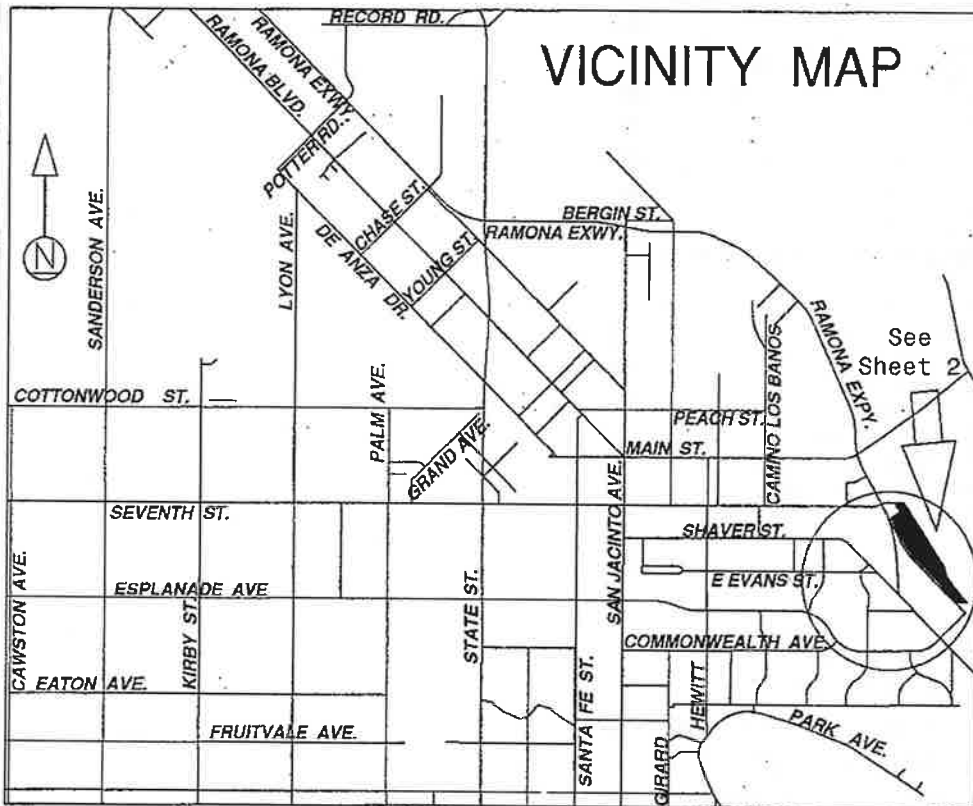 RECORD RD.
VICINITY MAP
RAMONA EXWY.
RAMONA BLVD.
POTTER RD.
SANDERSON AVE.
N
LYON AVE.
CHASE ST.
YOUNG ST.
DE ANZA DR.
BERGIN ST.
RAMONA EXWY.
RAMONA EXPY.
See
Sheet 2
COTTONWOOD ST.
PALM AVE.
GRAND AVE.
PEACH ST.
CAMINO LOS BANOS
MAIN ST.
SEVENTH ST.
SAN JACINTO AVE.
SHAVER ST.
CAWSTON AVE.
ESPLANADE AVE
KIRBY ST.
STATE ST.
E EVANS ST.
COMMONWEALTH AVE.
EATON AVE.
SANTA FE ST.
HEWITT
GIRARD
PARK AVE.
FRUITVALE AVE.